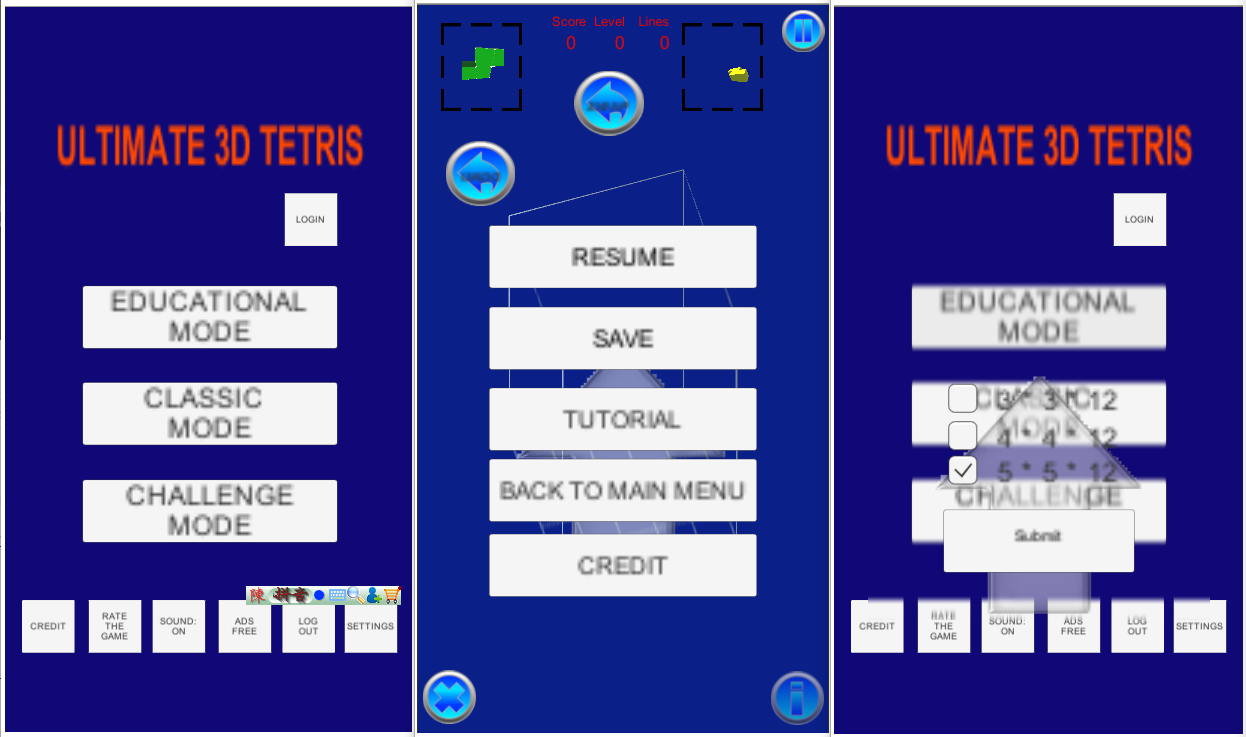 ULTIMATE 3D TETRIS
LOGIN
EDUCATIONAL
MODE
CLASSIC
MODE
CHALLENGE
MODE
陳 拼音
CREDIT
RATE
THE
GAME
SOUND:
ON
ADS
FREE
LOG
OUT
SETTINGS
Score Level Lines
0 0 0
RESUME
SAVE
TUTORIAL
BACK TO MAIN MENU
CREDIT
ULTIMATE 3D TETRIS
LOGIN
EDUCATIONAL
MODE
CLASSIC
MODE
3 * 3 * 12
4 * 4 * 12
5 * 5 * 12
CHALLENGE
Submit
CREDIT
RATE
THE
GAME
SOUND:
ON
ADS
FREE
LOG
OUT
SETTINGS